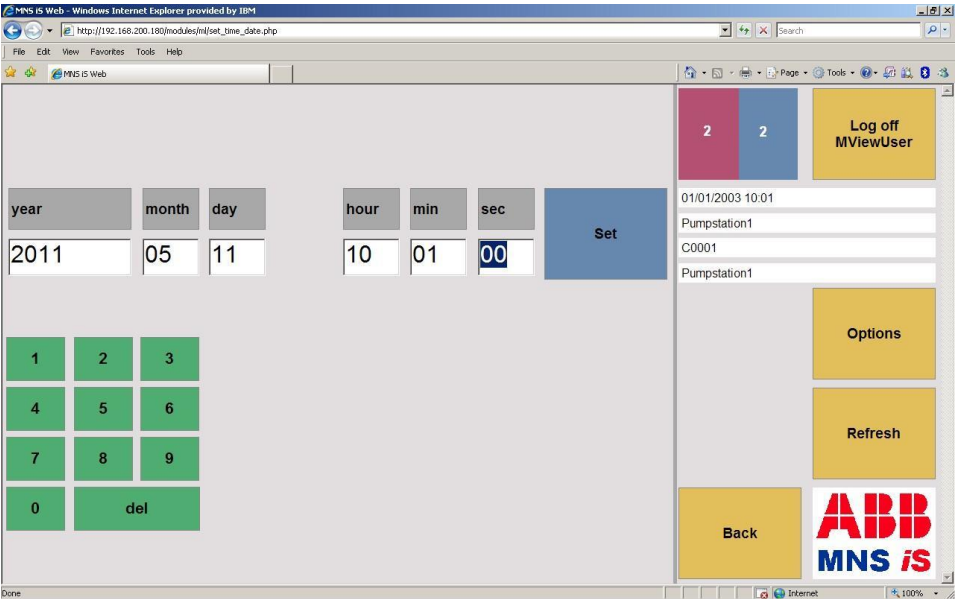 MNS iS Web - Windows Internet Explorer provided by IBM
http://192.168.200.180/modules/ml/set_time_date.php
Search
File Edit View Favorites Tools Help
MNS iS Web
Page Tools
2 2
Log off
MViewUser
year month day hour min sec
Set
2011 05 11 10 01 00
01/01/2003 10:01
Pumpstation1
C0001
Pumpstation1
Options
1 2 3
4 5 6
Refresh
7 8 9
0 del
Back
ABB
MNS iS
Done
Internet
100%